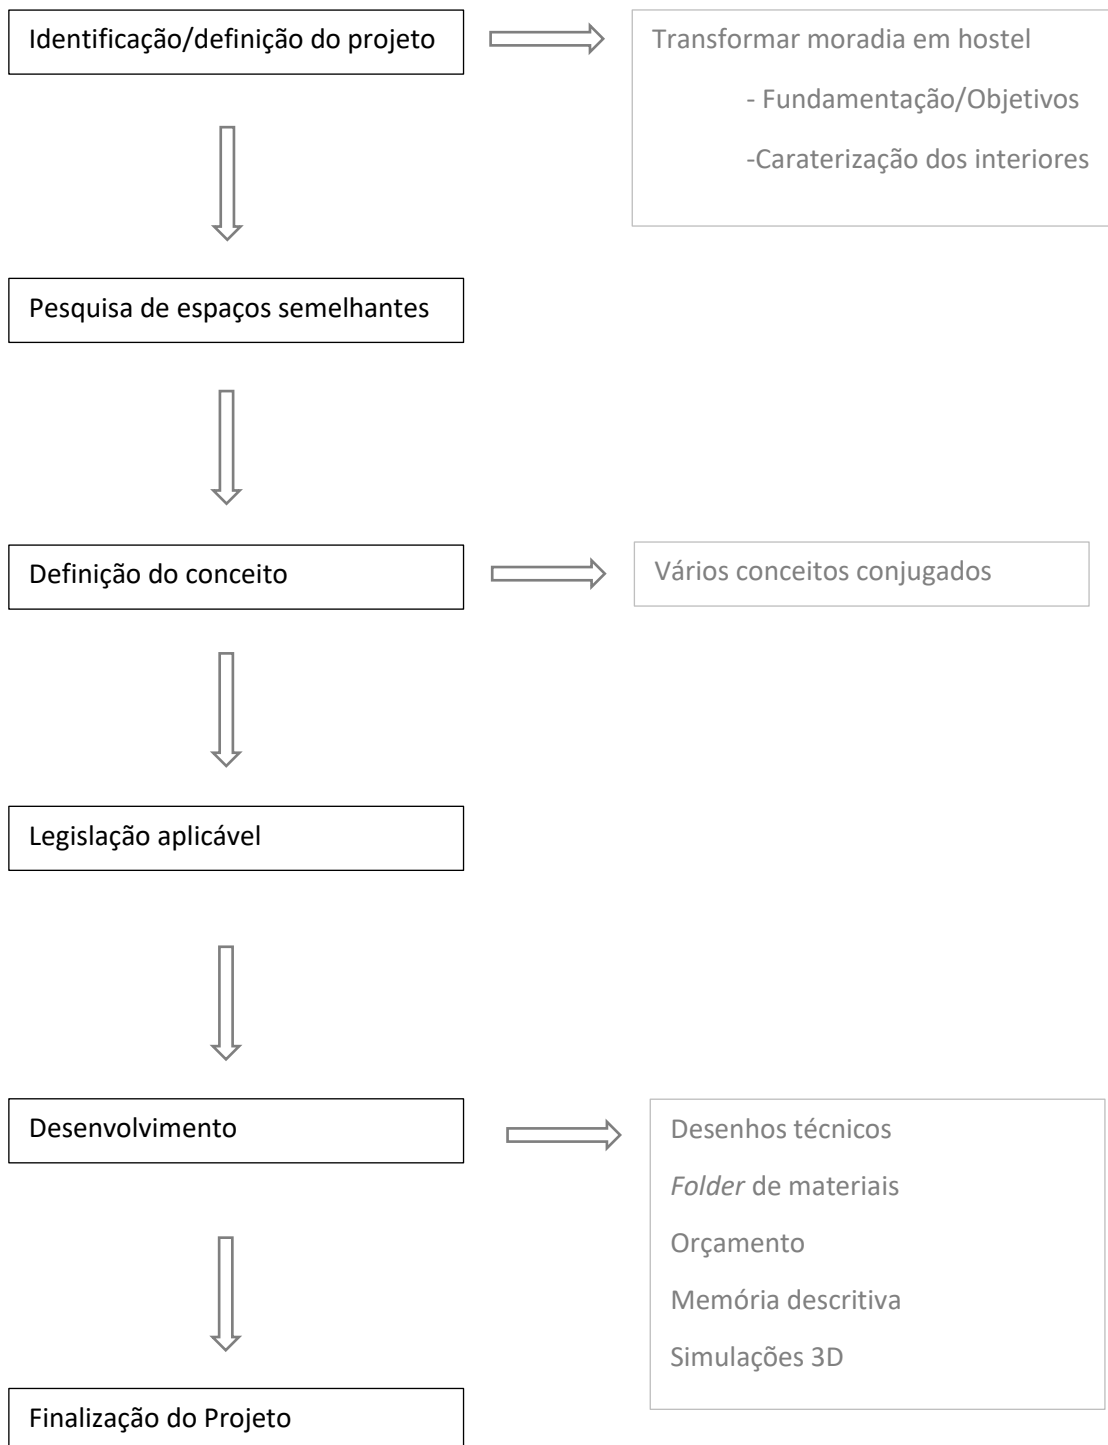 Identificação/definição do projeto
Transformar moradia em hostel
- Fundamentação/Objetivos
-Caraterização dos interiores
Pesquisa de espaços semelhantes
Definição do conceito
Vários conceitos conjugados
Legislação aplicável
Desenvolvimento
Desenhos técnicos
Folder de materiais
Orçamento
Memória descritiva
Simulações 3D
Finalização do Projeto